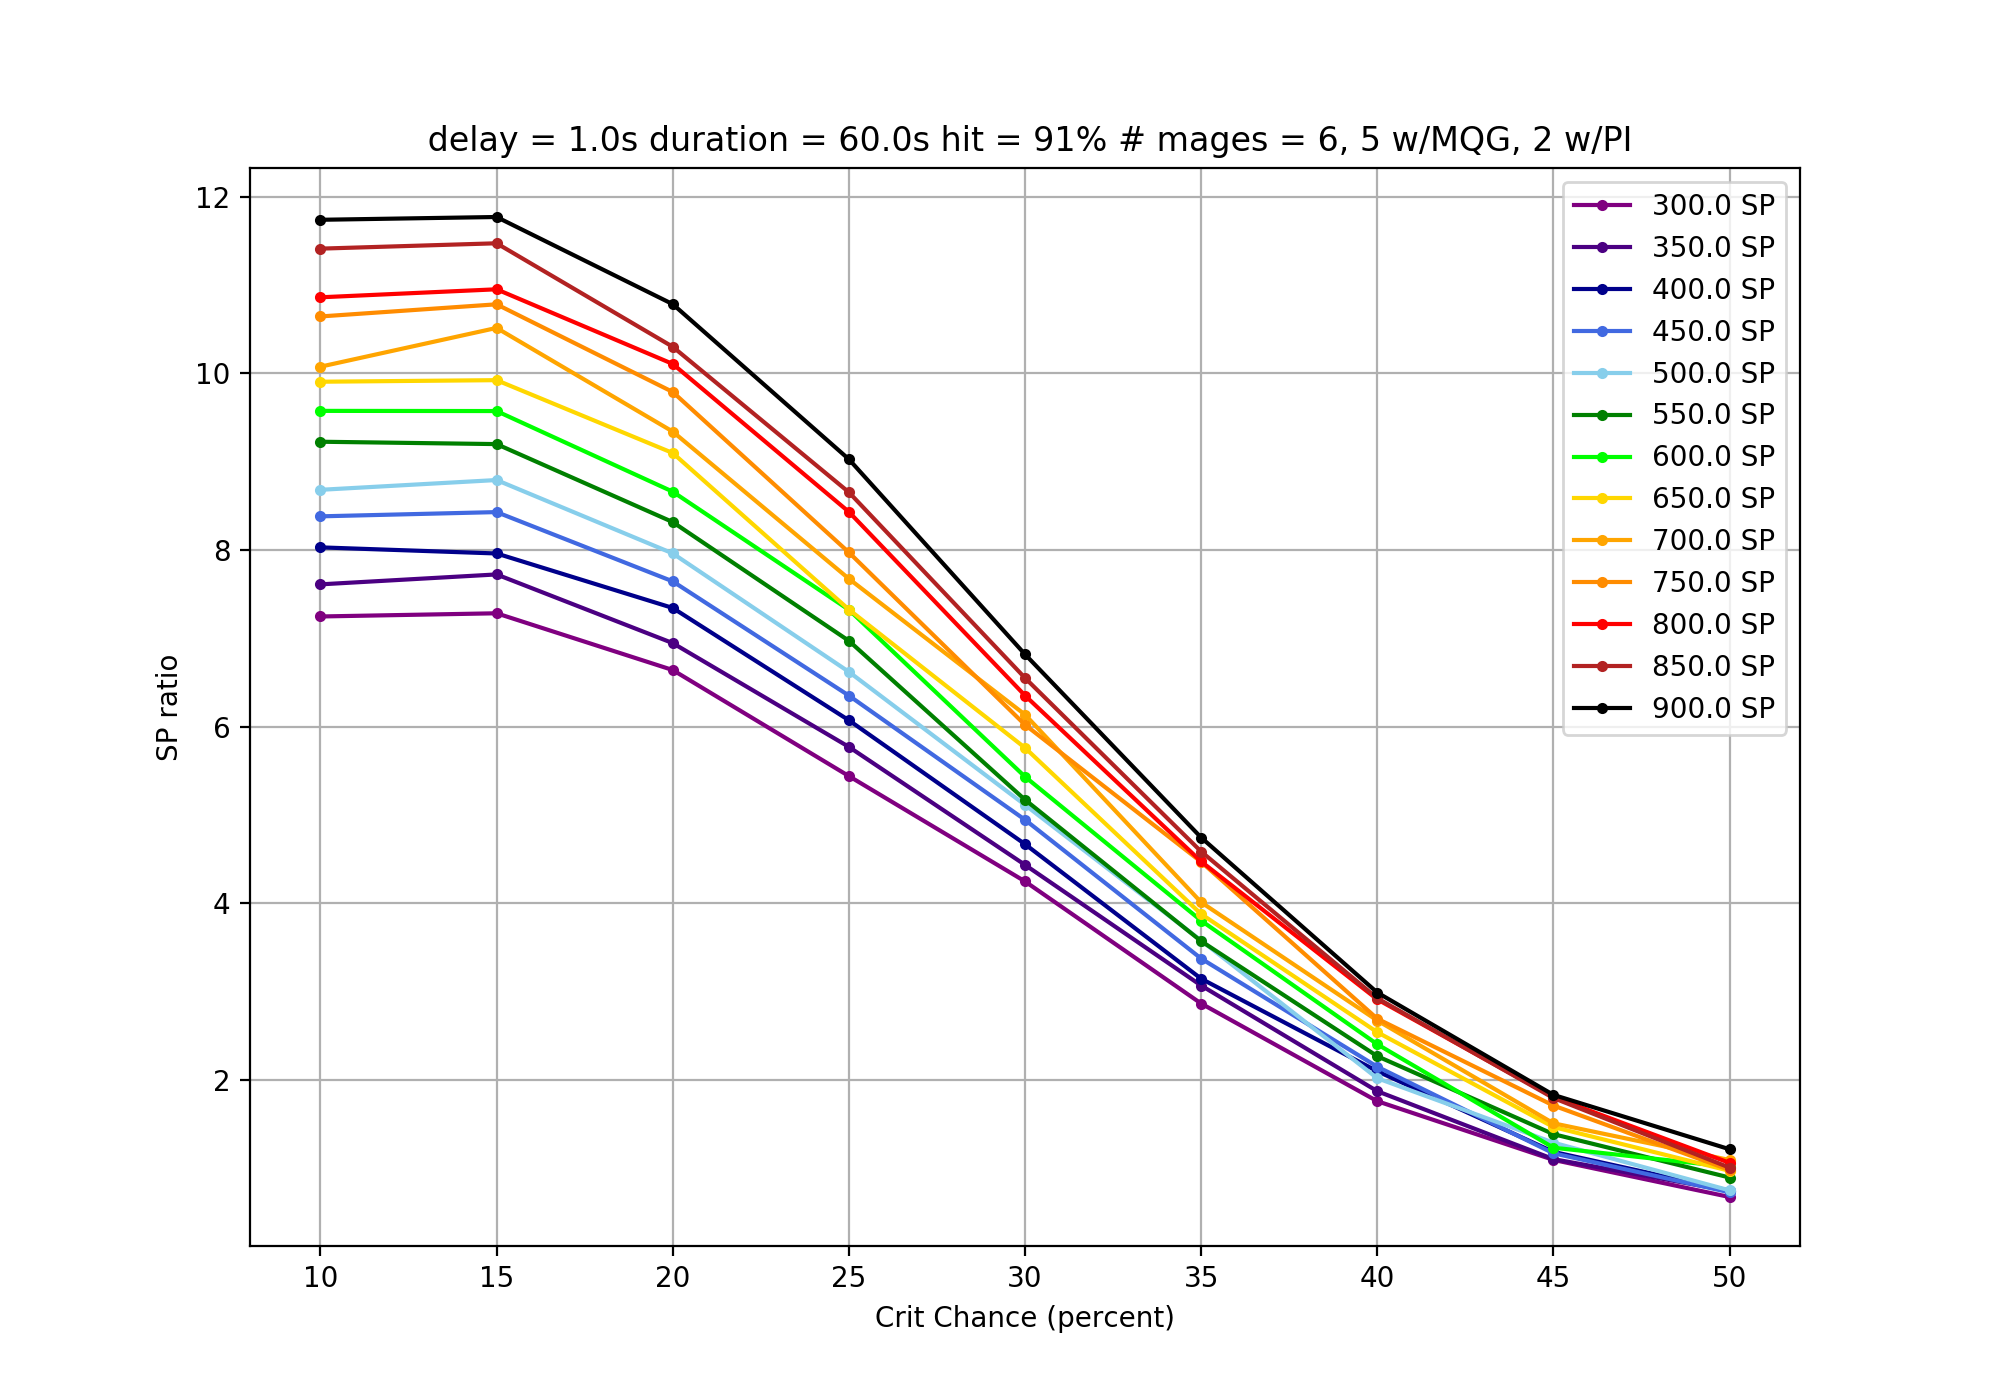 delay = 1.0s duration = 60.0s hit = 91% # mages = 6, 5 w/MQG, 2 w/PI
12
10
8
6
4
2
SP ratio
300.0 SP
350.0 SP
400.0 SP
450.0 SP
500.0 SP
550.0 SP
600.0 SP
650.0 SP
700.0 SP
750.0 SP
800.0 SP
850.0 SP
900.0 SP
10 15 20 25 30 35 40 45 50
Crit Chance (percent)